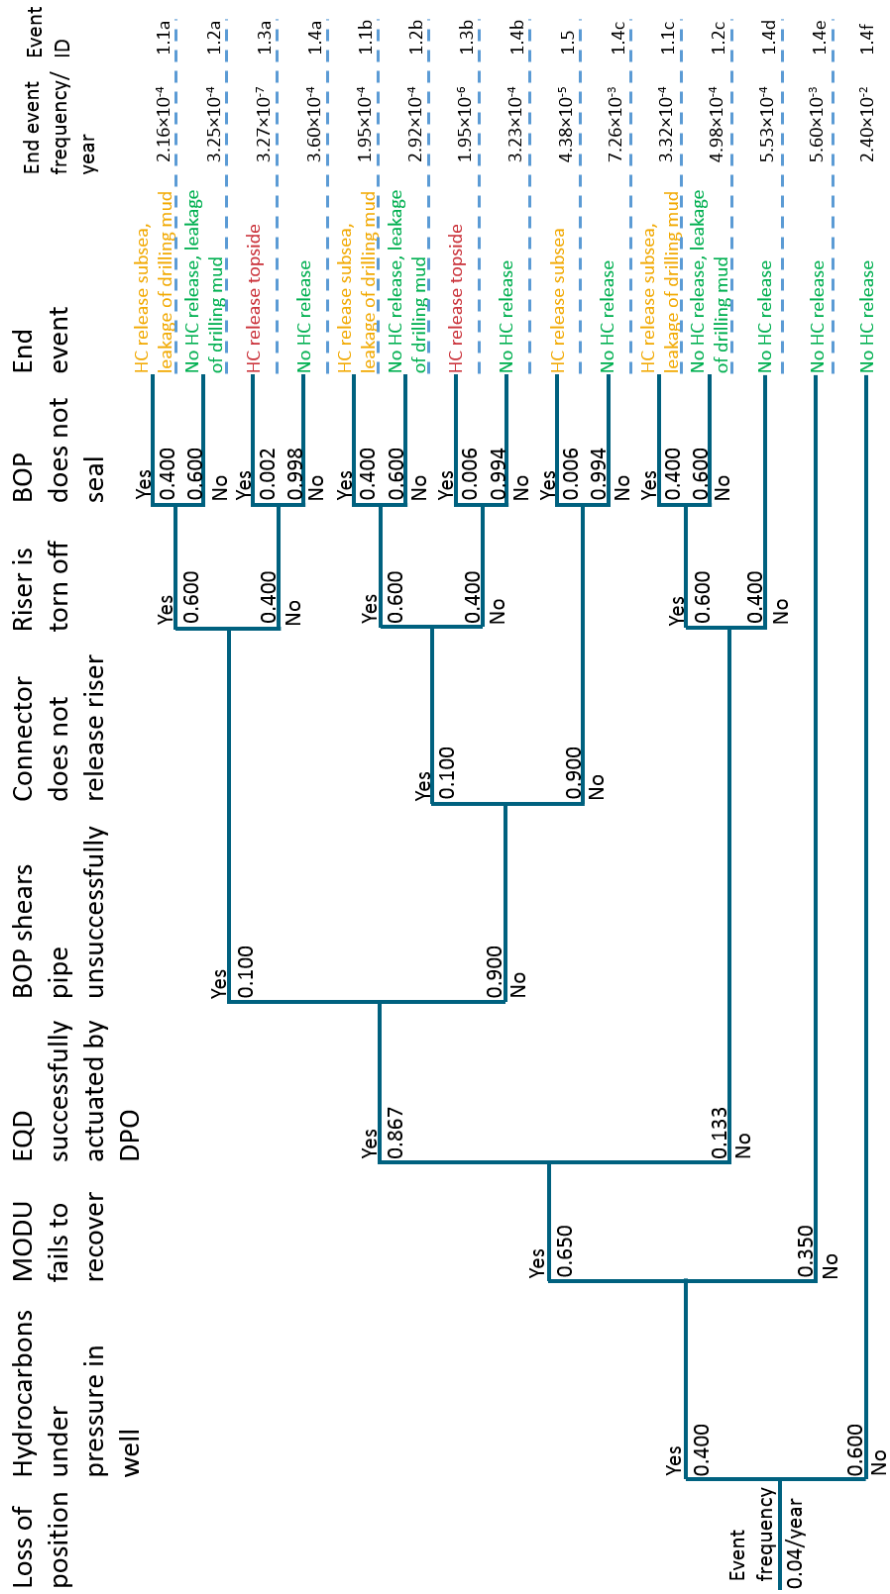 Loss of
position
Hydrocarbons
under
pressure in
well
MODU
fails to
recover
EQD
successfully
actuated by
DPO
BOP shears
pipe
unsuccessfully
Connector
does not
release riser
Riser is
torn off
BOP
does not
seal
End
event
End event
frequency/
year
Event
ID
Event
frequency
0.04/year
Yes
0.400
0.600
No
Yes
0.650
0.350
No
Yes
0.867
0.133
No
Yes
0.100
0.900
No
Yes
0.100
0.900
No
Yes
0.600
0.400
No
Yes
0.600
0.400
No
Yes
0.600
0.400
No
Yes
0.400
0.600
No
Yes
0.002
0.998
No
Yes
0.400
0.600
No
Yes
0.006
0.994
No
Yes
0.006
0.994
No
Yes
0.400
0.600
No
HC release subsea,
leakage of drilling mud 2.16×10⁻⁴ 1.1a
No HC release, leakage
of drilling mud 3.25×10⁻⁴ 1.2a
HC release topside 3.27×10⁻⁷ 1.3a
No HC release 3.60×10⁻⁴ 1.4a
HC release subsea,
leakage of drilling mud 1.95×10⁻⁴ 1.1b
No HC release, leakage
of drilling mud 2.92×10⁻⁴ 1.2b
HC release topside 1.95×10⁻⁶ 1.3b
No HC release 3.23×10⁻⁴ 1.4b
HC release subsea 4.38×10⁻⁵ 1.5
No HC release 7.26×10⁻³ 1.4c
HC release subsea,
leakage of drilling mud 3.32×10⁻⁴ 1.1c
No HC release, leakage
of drilling mud 4.98×10⁻⁴ 1.2c
No HC release 5.53×10⁻⁴ 1.4d
No HC release 5.60×10⁻³ 1.4e
No HC release 2.40×10⁻² 1.4f